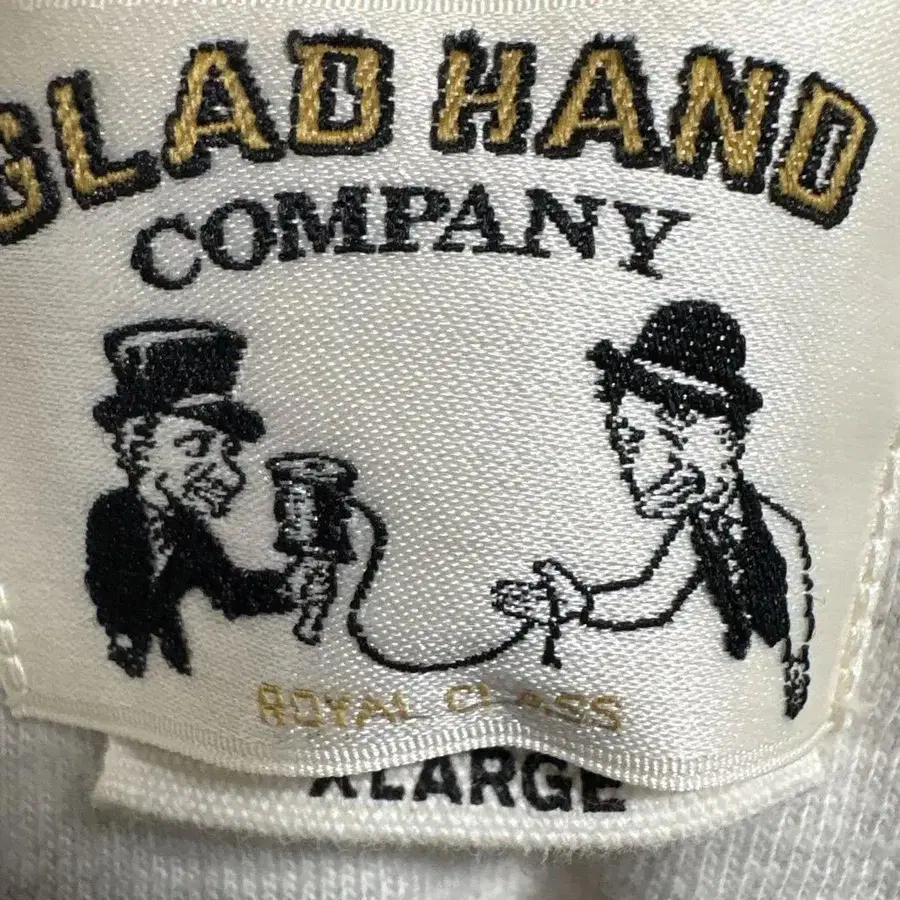 GLAD HAND
COMPANY
ROYAL CLASS
XLARGE